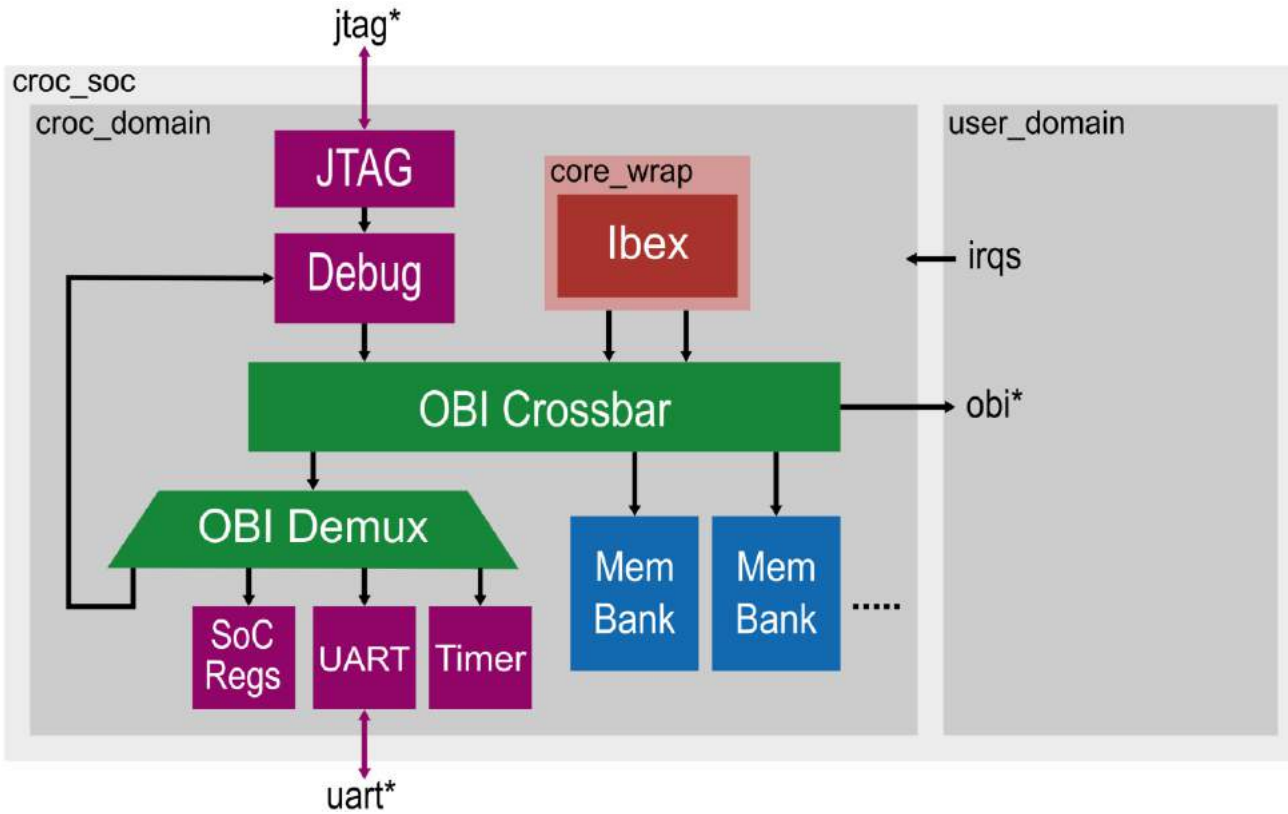 jtag*
croc_soc
croc_domain
user_domain
JTAG
core_wrap
Ibex
Debug
irqs
OBI Crossbar
obi*
OBI Demux
Mem
Bank
Mem
Bank
SoC
Regs
UART
Timer
uart*